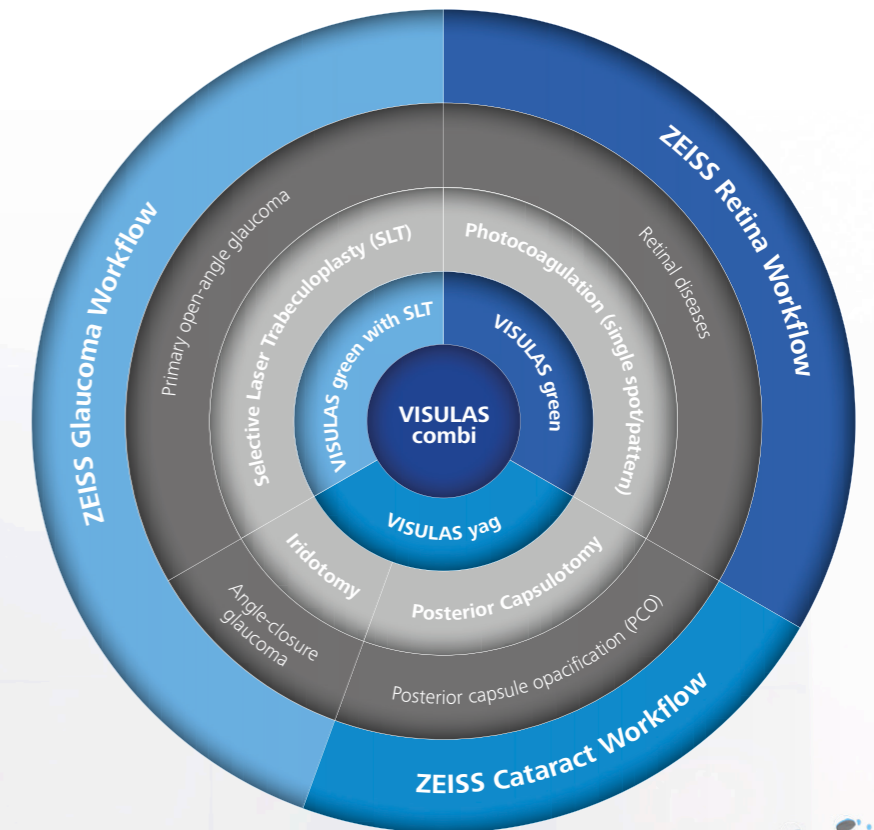 ZEISS Glaucoma Workflow
ZEISS Retina Workflow
ZEISS Cataract Workflow
Primary open-angle glaucoma
Retinal diseases
Angle-closure
glaucoma
Posterior capsule opacification (PCO)
Selective Laser Trabeculoplasty (SLT)
Photocoagulation (single spot/pattern)
Iridotomy
Posterior Capsulotomy
VISULAS green with SLT
VISULAS green
VISULAS yag
VISULAS
combi